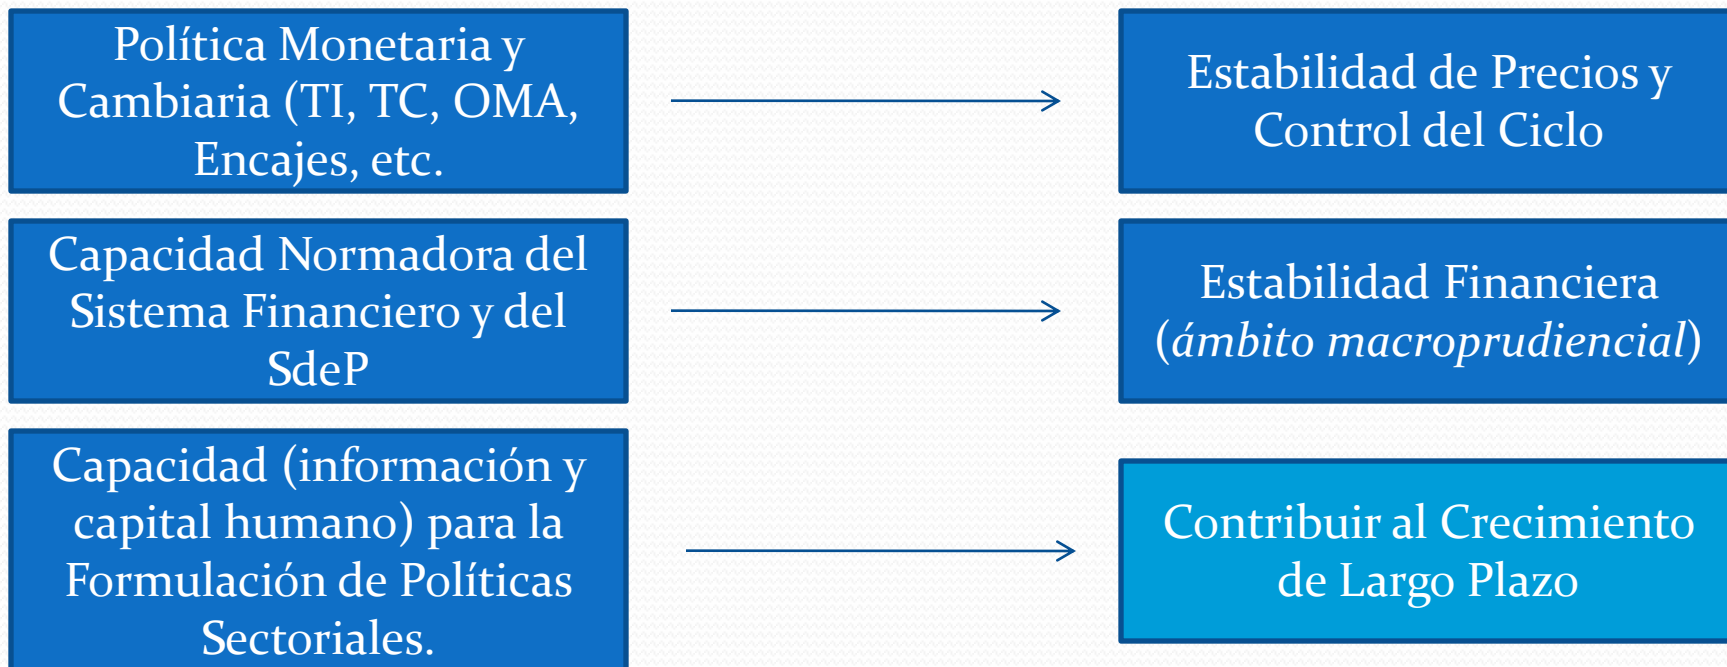 Política Monetaria y
Cambiaria (TI, TC, OMA,
Encajes, etc.
Estabilidad de Precios y
Control del Ciclo
Capacidad Normadora del
Sistema Financiero y del
SdeP
Estabilidad Financiera
(ámbito macroprudiencial)
Capacidad (información y
capital humano) para la
Formulación de Políticas
Sectoriales.
Contribuir al Crecimiento
de Largo Plazo